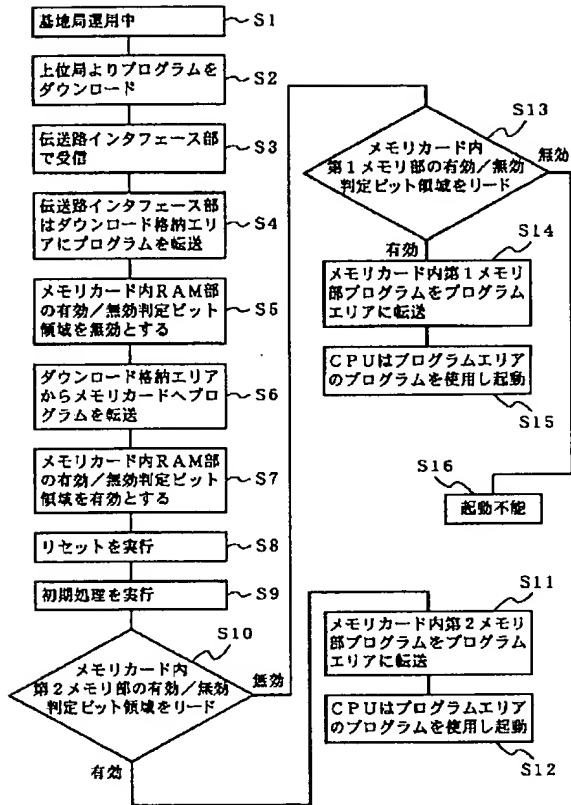 基地局運用中
S1
上位局よりプログラムを
ダウンロード
S2
伝送路インタフェース部
で受信
S3
伝送路インタフェース部
はダウンロード格納エリ
アにプログラムを転送
S4
メモリカード内RAM部
の有効/無効判定ビット
領域を無効とする
S5
ダウンロード格納エリア
からメモリカードへプロ
グラムを転送
S6
メモリカード内RAM部
の有効/無効判定ビット
領域を有効とする
S7
リセットを実行
S8
初期処理を実行
S9
S10
メモリカード内
第2メモリ部の有効/無効
判定ビット領域をリード
無効
有効
S11
メモリカード内第2メモリ
部プログラムをプログラム
エリアに転送
CPUはプログラムエリア
のプログラムを使用し起動
S12
S13
メモリカード内
第1メモリ部の有効/無効
判定ビット領域をリード
無効
有効
S14
メモリカード内第1メモリ
部プログラムをプログラム
エリアに転送
CPUはプログラムエリア
のプログラムを使用し起動
S15
S16
起動不能